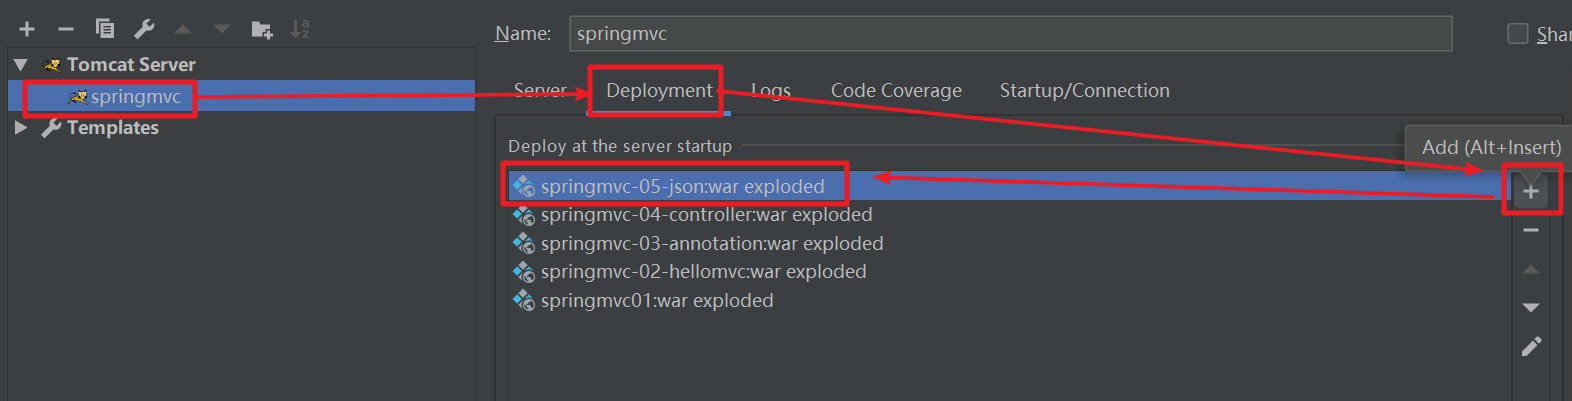 Name: springmvc Shar
Tomcat Server
springmvc
Templates
Server Deployment Logs Code Coverage Startup/Connection
Deploy at the server startup
Add (Alt+Insert)
springmvc-05-json:war exploded
springmvc-04-controller:war exploded
springmvc-03-annotation:war exploded
springmvc-02-hellomvc:war exploded
springmvc01:war exploded